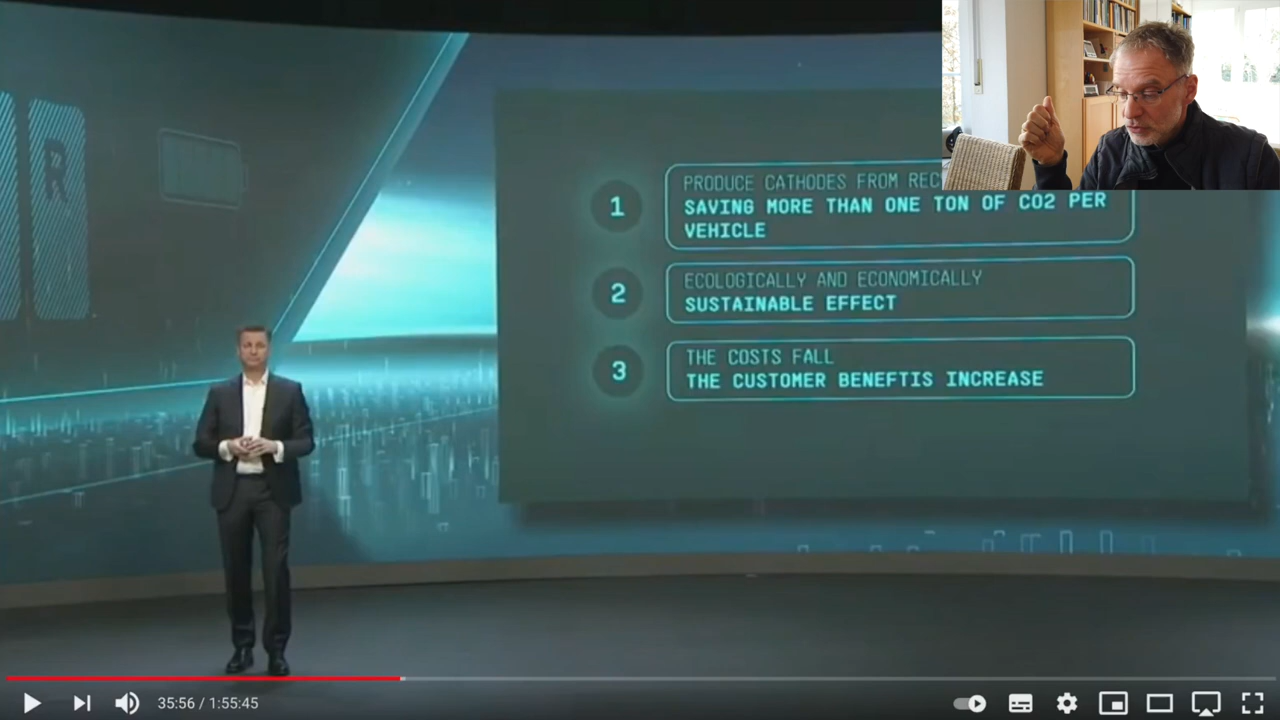 R
1
PRODUCE CATHODES FROM REC
SAVING MORE THAN ONE TON OF CO2 PER
VEHICLE
2
ECOLOGICALLY AND ECONOMICALLY
SUSTAINABLE EFFECT
3
THE COSTS FALL
THE CUSTOMER BENEFTIS INCREASE
35:56 / 1:55:45